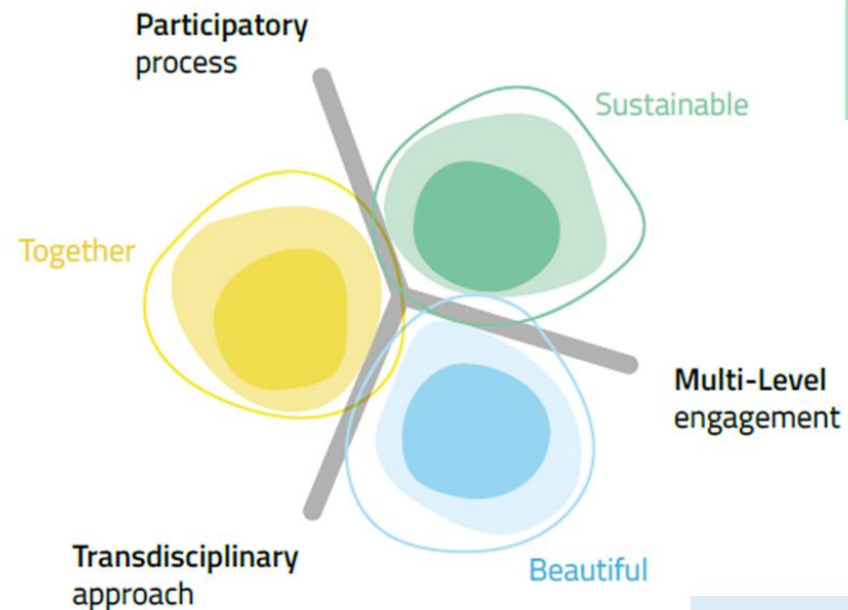 Participatory
process
Sustainable
Together
Multi-Level
engagement
Transdisciplinary
approach
Beautiful